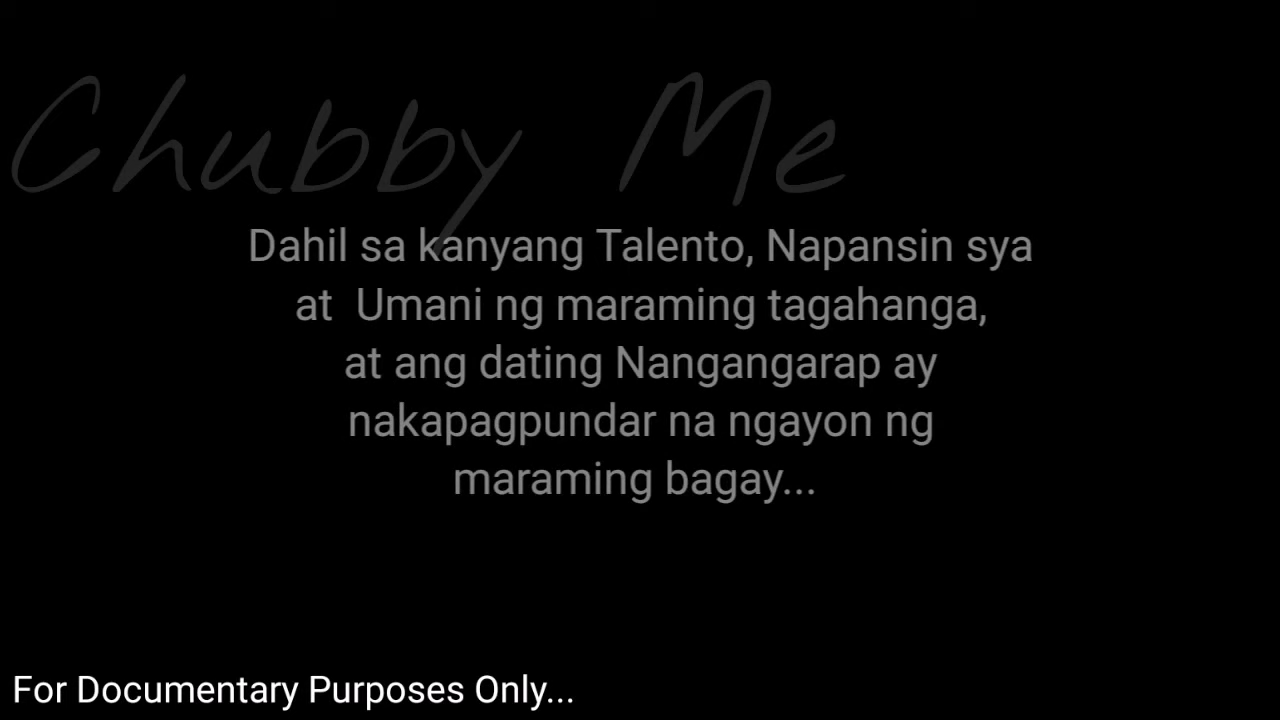 Chubby Me
Dahil sa kanyang Talento, Napansin sya
at  Umani ng maraming tagahanga,
at ang dating Nangangarap ay
nakapagpundar na ngayon ng
maraming bagay...
For Documentary Purposes Only...